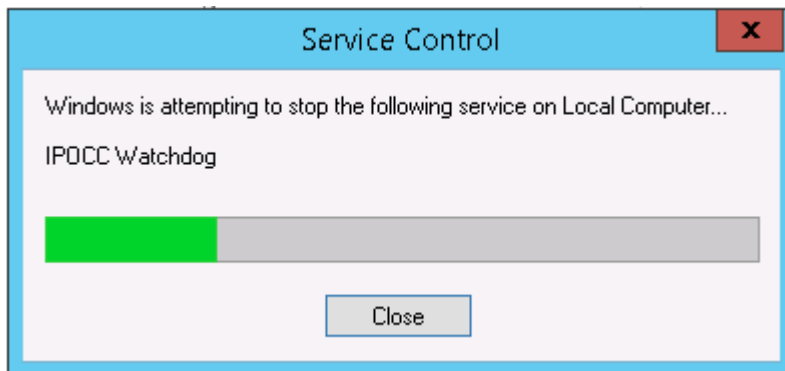 Service Control
x
Windows is attempting to stop the following service on Local Computer...
IPOCC Watchdog
Close